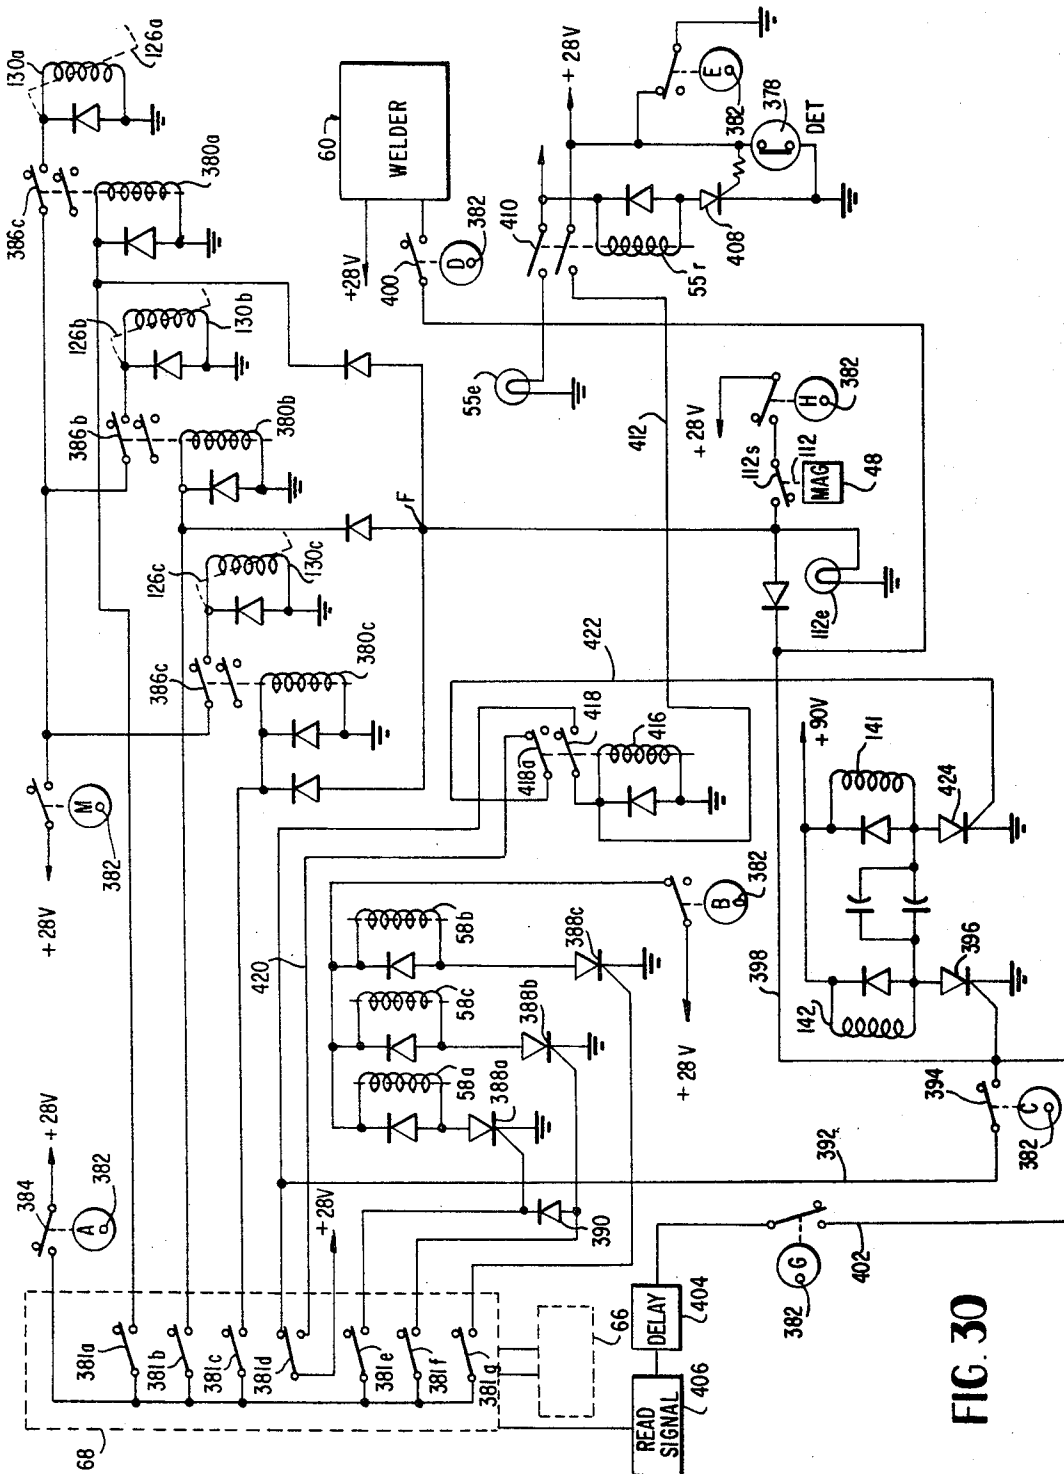 130a
126a
386c
380a
126b
130b
386b
380b
F
126c
130c
386c
380c
M
382
+28V
60
WELDER
+28V
400
D
382
+28V
410
E
382
378
DET
408
55r
55e
412
+28V
H
382
112s
112
MAG
48
112e
422
418
418a
416
+90V
141
424
142
396
398
394
C
382
392
420
58b
58c
58a
388c
388b
388a
390
B
382
+28V
384
+28V
A
382
+28V
381a
381b
381c
381d
381e
381f
381g
68
66
DELAY
404
READ
SIGNAL
406
G
382
402
FIG. 30